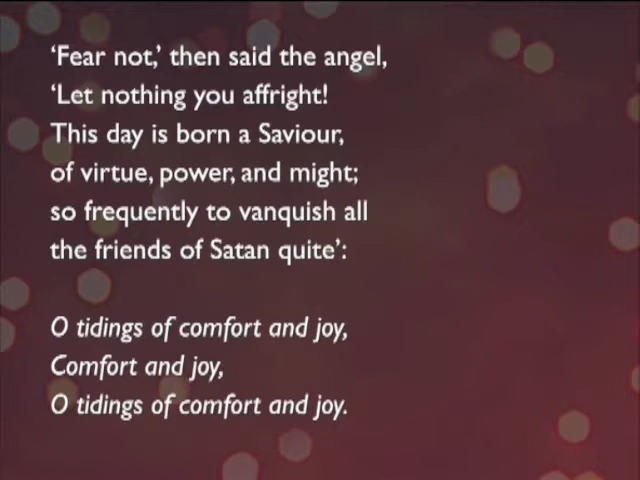 ‘Fear not,’ then said the angel,
‘Let nothing you affright!
This day is born a Saviour,
of virtue, power, and might;
so frequently to vanquish all
the friends of Satan quite’:
O tidings of comfort and joy,
Comfort and joy,
O tidings of comfort and joy.